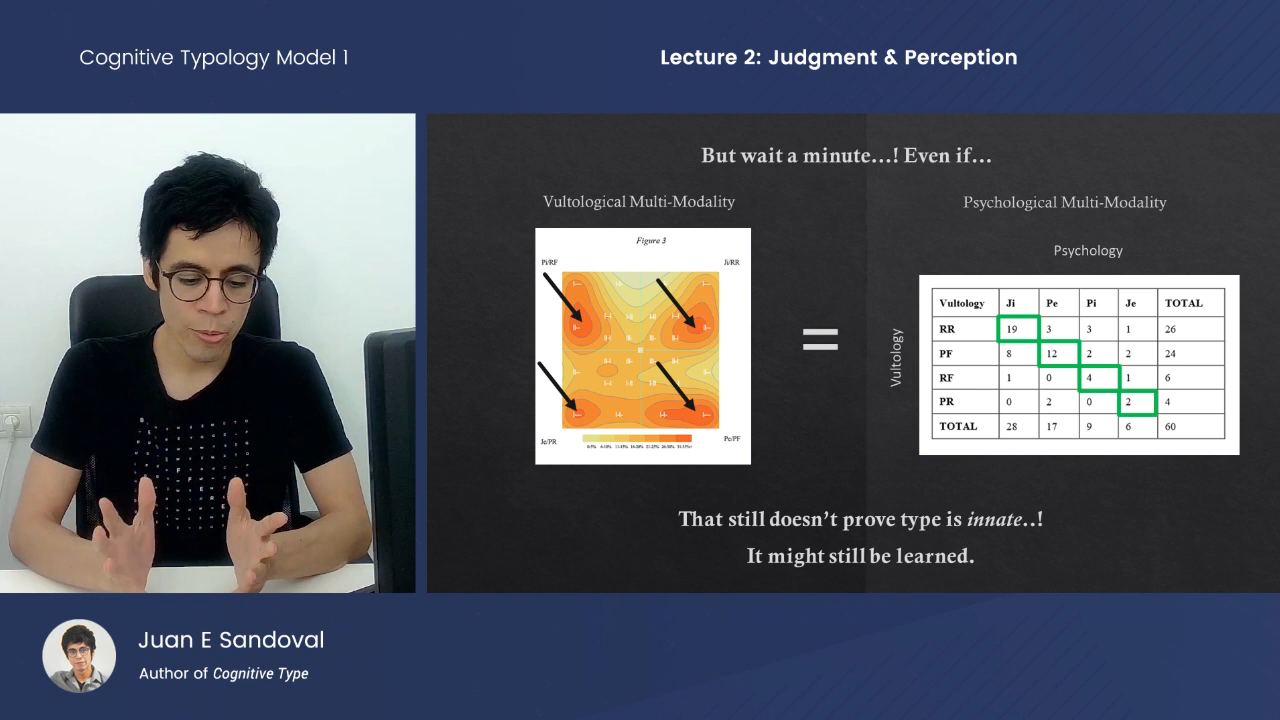 Cognitive Typology Model 1
Lecture 2: Judgment & Perception
But wait a minute...! Even if...
Vultological Multi-Modality
Psychological Multi-Modality
Figure 3
Pi/RF
Ji/RR
Je/PR
Pe/PF
=
Psychology
Vultology
Vultology Ji Pe Pi Je TOTAL
RR 19 3 3 1 26
PF 8 12 2 2 24
RF 1 0 4 1 6
PR 0 2 0 2 4
TOTAL 28 17 9 6 60
That still doesn't prove type is innate..!
It might still be learned.
Juan E Sandoval
Author of Cognitive Type